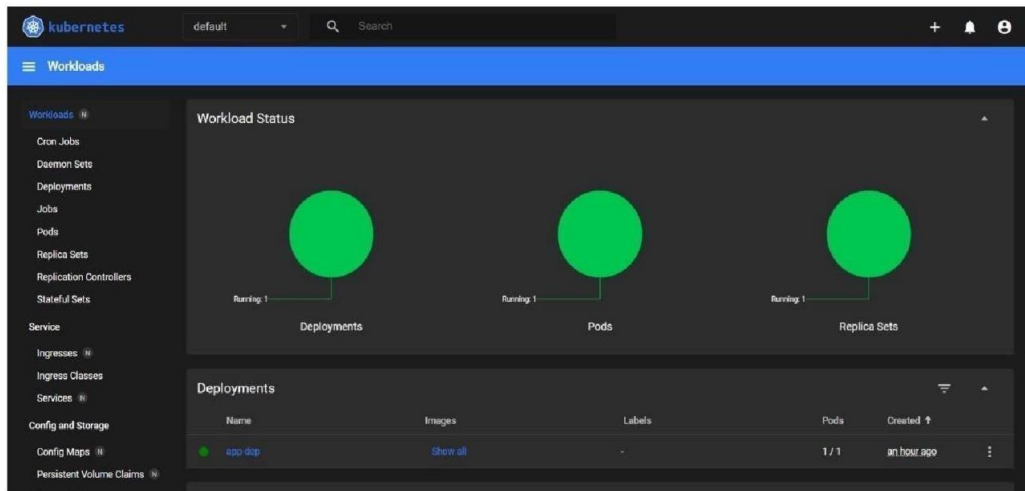 kubernetes
default
Search
Workloads
Workloads N
Cron Jobs
Daemon Sets
Deployments
Jobs
Pods
Replica Sets
Replication Controllers
Stateful Sets
Service
Ingresses N
Ingress Classes
Services N
Config and Storage
Config Maps N
Persistent Volume Claims N
Workload Status
Running: 1
Deployments
Running: 1
Pods
Running: 1
Replica Sets
Deployments
Name Images Labels Pods Created ↑
app-dep Show all - 1 / 1 an hour ago